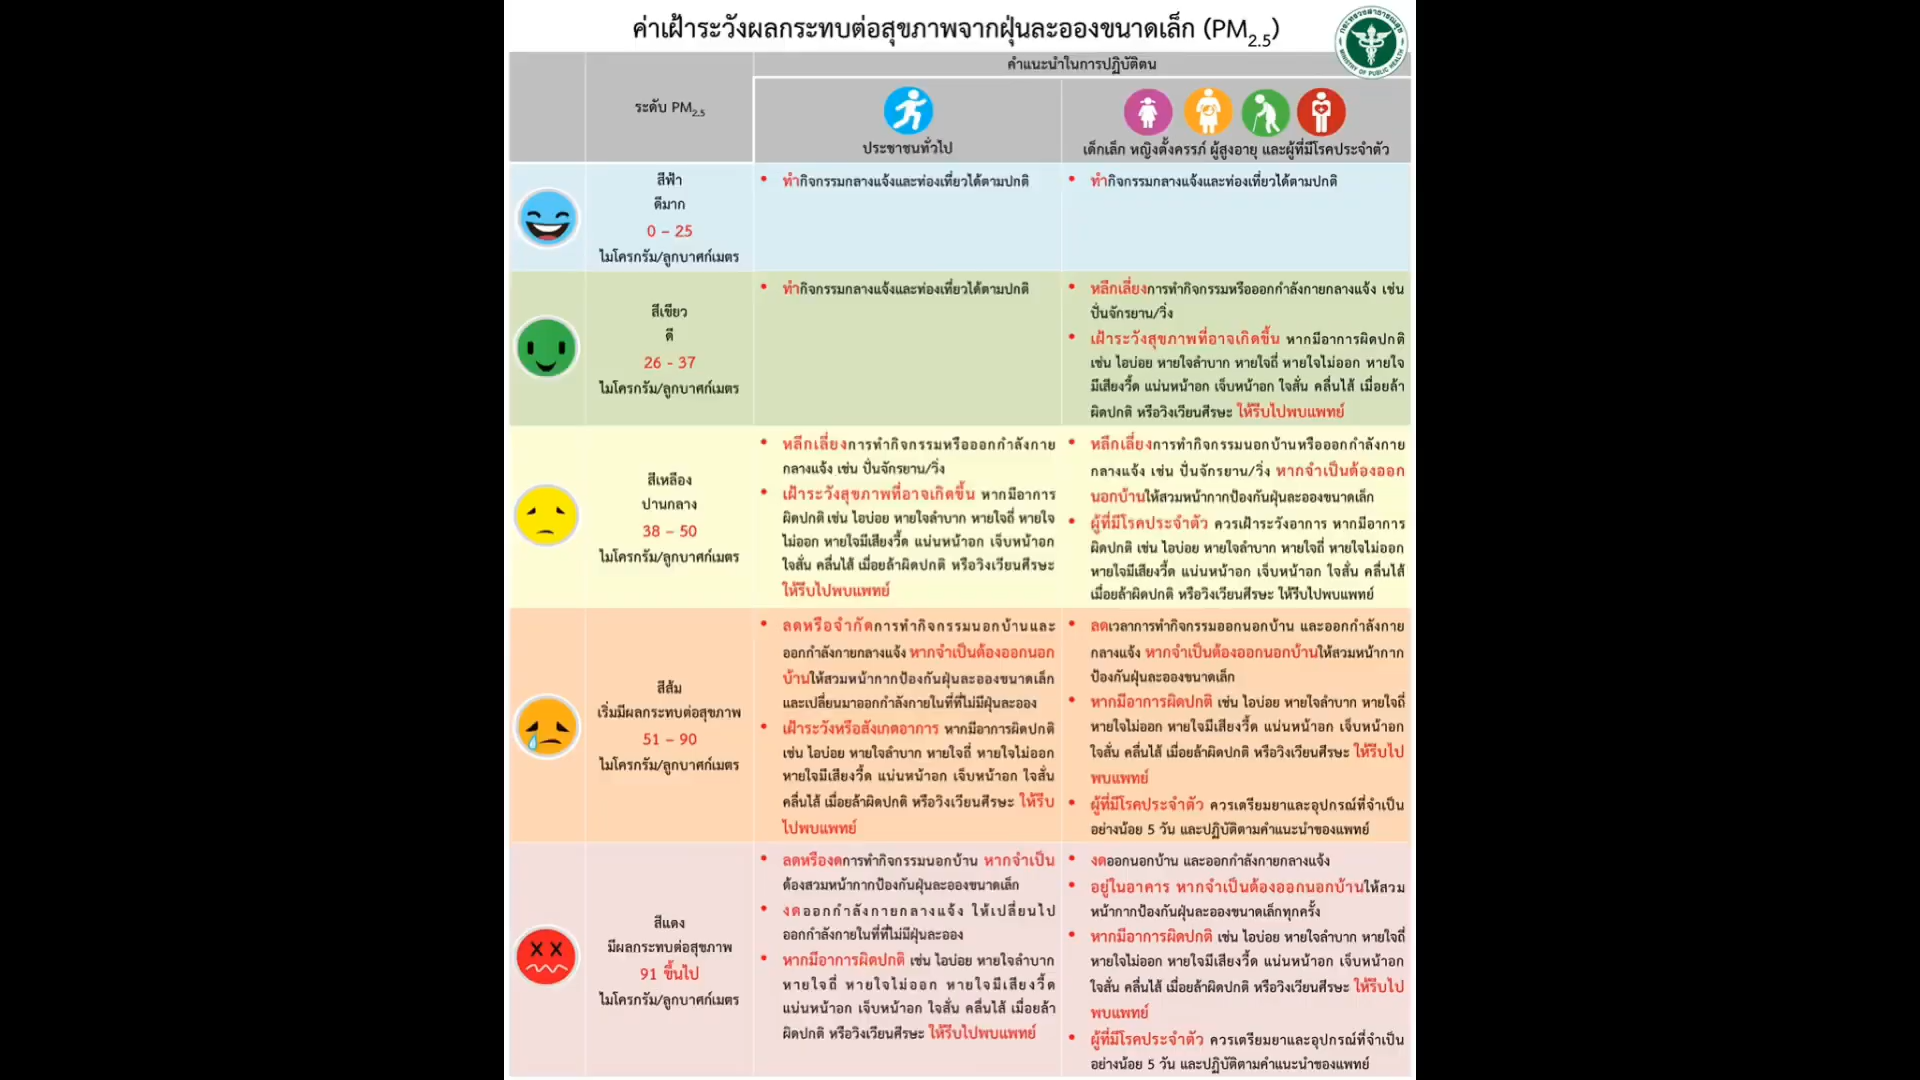 ค่าเฝ้าระวังผลกระทบต่อสุขภาพจากฝุ่นละอองขนาดเล็ก (PM2.5)
กระทรวงสาธารณสุข
MINISTRY OF PUBLIC HEALTH
คำแนะนำในการปฏิบัติตน
ระดับ PM2.5
ประชาชนทั่วไป
เด็กเล็ก หญิงตั้งครรภ์ ผู้สูงอายุ และผู้ที่มีโรคประจำตัว
สีฟ้า
ดีมาก
0 – 25
ไมโครกรัม/ลูกบาศก์เมตร
• ทำกิจกรรมกลางแจ้งและท่องเที่ยวได้ตามปกติ
• ทำกิจกรรมกลางแจ้งและท่องเที่ยวได้ตามปกติ
สีเขียว
ดี
26 - 37
ไมโครกรัม/ลูกบาศก์เมตร
• ทำกิจกรรมกลางแจ้งและท่องเที่ยวได้ตามปกติ
• หลีกเลี่ยงการทำกิจกรรมหรือออกกำลังกายกลางแจ้ง เช่น
ปั่นจักรยาน/วิ่ง
• เฝ้าระวังสุขภาพที่อาจเกิดขึ้น หากมีอาการผิดปกติ
เช่น ไอบ่อย หายใจลำบาก หายใจถี่ หายใจไม่ออก หายใจ
มีเสียงวี้ด แน่นหน้าอก เจ็บหน้าอก ใจสั่น คลื่นไส้ เมื่อยล้า
ผิดปกติ หรือวิงเวียนศีรษะ ให้รีบไปพบแพทย์
สีเหลือง
ปานกลาง
38 – 50
ไมโครกรัม/ลูกบาศก์เมตร
• หลีกเลี่ยงการทำกิจกรรมหรือออกกำลังกาย
กลางแจ้ง เช่น ปั่นจักรยาน/วิ่ง
• เฝ้าระวังสุขภาพที่อาจเกิดขึ้น หากมีอาการ
ผิดปกติ เช่น ไอบ่อย หายใจลำบาก หายใจถี่ หายใจ
ไม่ออก หายใจมีเสียงวี้ด แน่นหน้าอก เจ็บหน้าอก
ใจสั่น คลื่นไส้ เมื่อยล้าผิดปกติ หรือวิงเวียนศีรษะ
ให้รีบไปพบแพทย์
• หลีกเลี่ยงการทำกิจกรรมนอกบ้านหรือออกกำลังกาย
กลางแจ้ง เช่น ปั่นจักรยาน/วิ่ง หากจำเป็นต้องออก
นอกบ้านให้สวมหน้ากากป้องกันฝุ่นละอองขนาดเล็ก
• ผู้ที่มีโรคประจำตัว ควรเฝ้าระวังอาการ หากมีอาการ
ผิดปกติ เช่น ไอบ่อย หายใจลำบาก หายใจถี่ หายใจไม่ออก
หายใจมีเสียงวี้ด แน่นหน้าอก เจ็บหน้าอก ใจสั่น คลื่นไส้
เมื่อยล้าผิดปกติ หรือวิงเวียนศีรษะ ให้รีบไปพบแพทย์
สีส้ม
เริ่มมีผลกระทบต่อสุขภาพ
51 – 90
ไมโครกรัม/ลูกบาศก์เมตร
• ลดหรือจำกัดการทำกิจกรรมนอกบ้านและ
ออกกำลังกายกลางแจ้ง หากจำเป็นต้องออกนอก
บ้านให้สวมหน้ากากป้องกันฝุ่นละอองขนาดเล็ก
และเปลี่ยนมาออกกำลังกายในที่ที่ไม่มีฝุ่นละออง
• เฝ้าระวังหรือสังเกตอาการ หากมีอาการผิดปกติ
เช่น ไอบ่อย หายใจลำบาก หายใจถี่ หายใจไม่ออก
หายใจมีเสียงวี้ด แน่นหน้าอก เจ็บหน้าอก ใจสั่น
คลื่นไส้ เมื่อยล้าผิดปกติ หรือวิงเวียนศีรษะ ให้รีบ
ไปพบแพทย์
• ลดเวลาการทำกิจกรรมออกนอกบ้าน และออกกำลังกาย
กลางแจ้ง หากจำเป็นต้องออกนอกบ้านให้สวมหน้ากาก
ป้องกันฝุ่นละอองขนาดเล็ก
• หากมีอาการผิดปกติ เช่น ไอบ่อย หายใจลำบาก หายใจถี่
หายใจไม่ออก หายใจมีเสียงวี้ด แน่นหน้าอก เจ็บหน้าอก
ใจสั่น คลื่นไส้ เมื่อยล้าผิดปกติ หรือวิงเวียนศีรษะ ให้รีบไป
พบแพทย์
• ผู้ที่มีโรคประจำตัว ควรเตรียมยาและอุปกรณ์ที่จำเป็น
อย่างน้อย 5 วัน และปฏิบัติตามคำแนะนำของแพทย์
สีแดง
มีผลกระทบต่อสุขภาพ
91 ขึ้นไป
ไมโครกรัม/ลูกบาศก์เมตร
• ลดหรืองดการทำกิจกรรมนอกบ้าน หากจำเป็น
ต้องสวมหน้ากากป้องกันฝุ่นละอองขนาดเล็ก
• งดออกกำลังกายกลางแจ้ง ให้เปลี่ยนไป
ออกกำลังกายในที่ที่ไม่มีฝุ่นละออง
• หากมีอาการผิดปกติ เช่น ไอบ่อย หายใจลำบาก
หายใจถี่ หายใจไม่ออก หายใจมีเสียงวี้ด
แน่นหน้าอก เจ็บหน้าอก ใจสั่น คลื่นไส้ เมื่อยล้า
ผิดปกติ หรือวิงเวียนศีรษะ ให้รีบไปพบแพทย์
• งดออกนอกบ้าน และออกกำลังกายกลางแจ้ง
• อยู่ในอาคาร หากจำเป็นต้องออกนอกบ้านให้สวม
หน้ากากป้องกันฝุ่นละอองขนาดเล็กทุกครั้ง
• หากมีอาการผิดปกติ เช่น ไอบ่อย หายใจลำบาก หายใจถี่
หายใจไม่ออก หายใจมีเสียงวี้ด แน่นหน้าอก เจ็บหน้าอก
ใจสั่น คลื่นไส้ เมื่อยล้าผิดปกติ หรือวิงเวียนศีรษะ ให้รีบไป
พบแพทย์
• ผู้ที่มีโรคประจำตัว ควรเตรียมยาและอุปกรณ์ที่จำเป็น
อย่างน้อย 5 วัน และปฏิบัติตามคำแนะนำของแพทย์